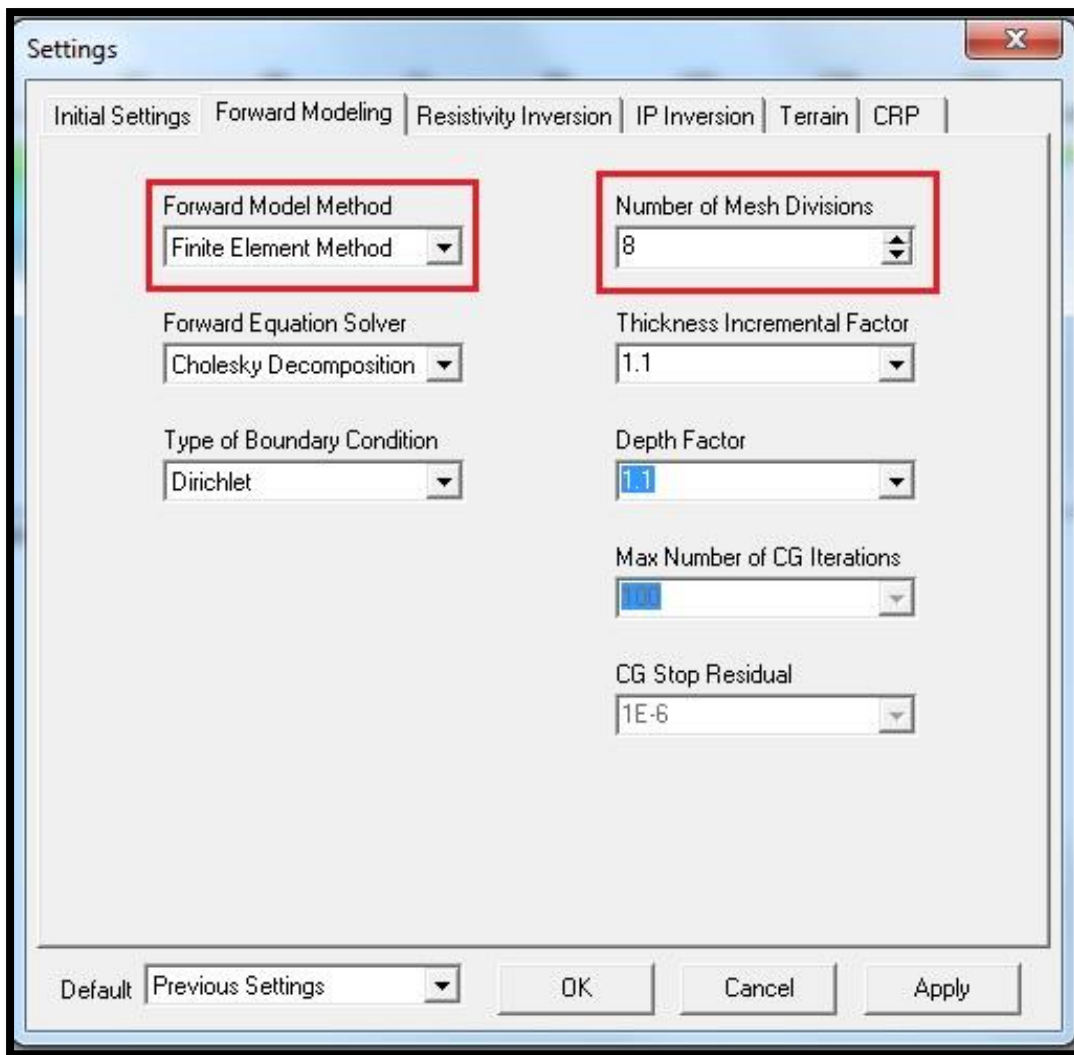 Settings
Initial Settings Forward Modeling Resistivity Inversion IP Inversion Terrain CRP
Forward Model Method
Finite Element Method
Number of Mesh Divisions
8
Forward Equation Solver
Cholesky Decomposition
Thickness Incremental Factor
1.1
Type of Boundary Condition
Dirichlet
Depth Factor
1.1
Max Number of CG Iterations
100
CG Stop Residual
1E-6
Default Previous Settings OK Cancel Apply